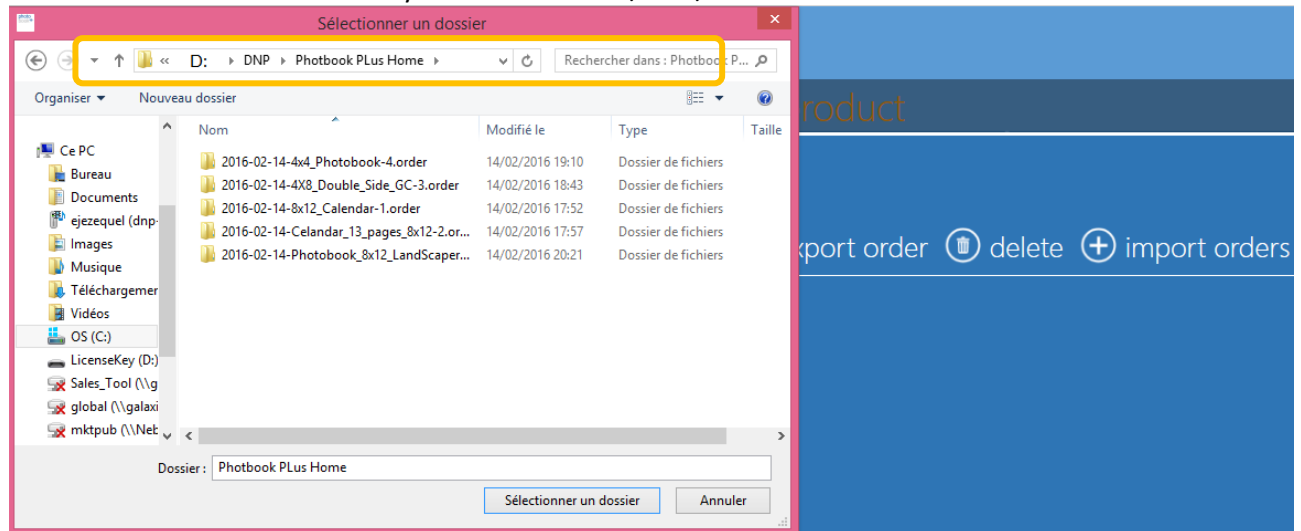 Sélectionner un dossier
« D: DNP Photbook PLus Home Rechercher dans : Photbook P...
Organiser Nouveau dossier
Nom Modifié le Type Taille
Ce PC
Bureau
Documents
ejezequel (dnp-
Images
Musique
Téléchargemer
Vidéos
OS (C:)
LicenseKey (D:)
Sales_Tool (\\g
global (\\galaxi
mktpub (\\Net
2016-02-14-4x4_Photobook-4.order 14/02/2016 19:10 Dossier de fichiers
2016-02-14-4X8_Double_Side_GC-3.order 14/02/2016 18:43 Dossier de fichiers
2016-02-14-8x12_Calendar-1.order 14/02/2016 17:52 Dossier de fichiers
2016-02-14-Celandar_13_pages_8x12-2.or... 14/02/2016 17:57 Dossier de fichiers
2016-02-14-Photobook_8x12_LandScaper... 14/02/2016 20:21 Dossier de fichiers
Dossier : Photbook PLus Home
Sélectionner un dossier Annuler
roduct
xport order delete import orders